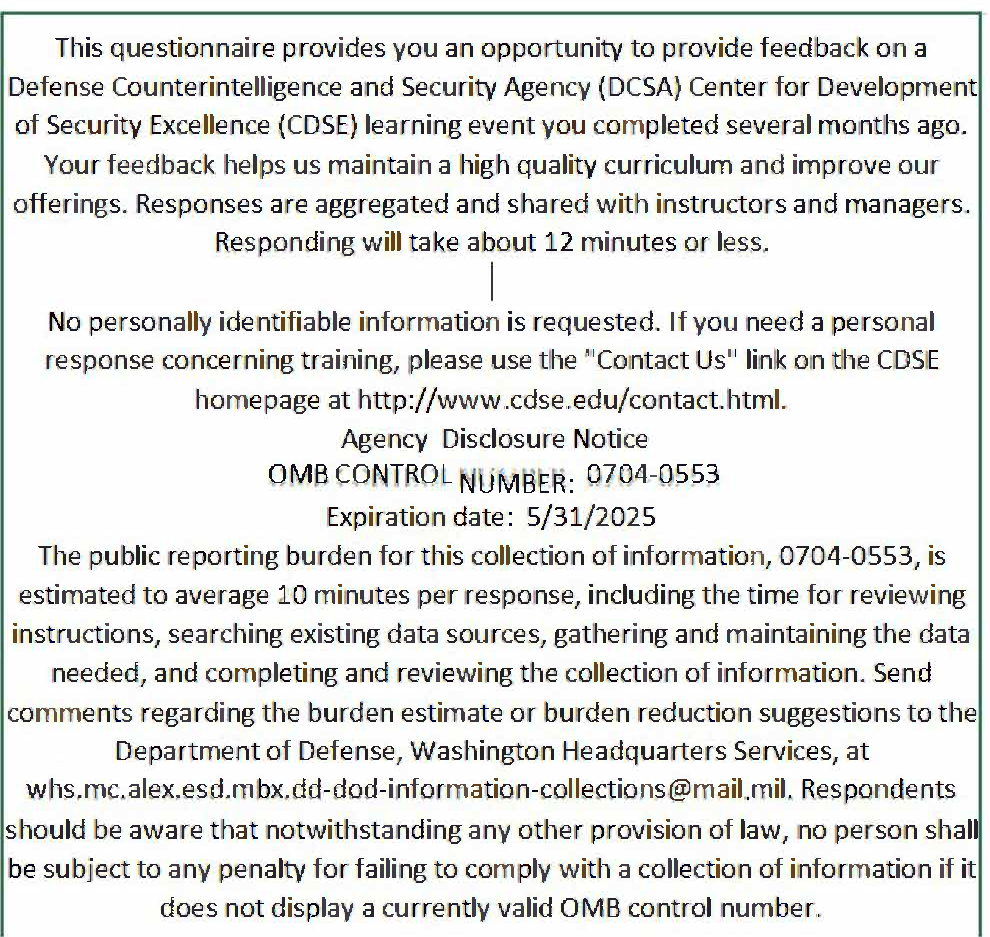 This questionnaire provides you an opportunity to provide feedback on a
Defense Counterintelligence and Security Agency (DCSA) Center for Development
of Security Excellence (CDSE) learning event you completed several months ago.
Your feedback helps us maintain a high quality curriculum and improve our
offerings. Responses are aggregated and shared with instructors and managers.
Responding will take about 12 minutes or less.
No personally identifiable information is requested. If you need a personal
response concerning training, please use the "Contact Us" link on the CDSE
homepage at http://www.cdse.edu/contact.html.
Agency Disclosure Notice
OMB CONTROL NUMBER: 0704-0553
Expiration date: 5/31/2025
The public reporting burden for this collection of information, 0704-0553, is
estimated to average 10 minutes per response, including the time for reviewing
instructions, searching existing data sources, gathering and maintaining the data
needed, and completing and reviewing the collection of information. Send
comments regarding the burden estimate or burden reduction suggestions to the
Department of Defense, Washington Headquarters Services, at
whs.mc.alex.esd.mbx.dd-dod-information-collections@mail.mil. Respondents
should be aware that notwithstanding any other provision of law, no person shall
be subject to any penalty for failing to comply with a collection of information if it
does not display a currently valid OMB control number.